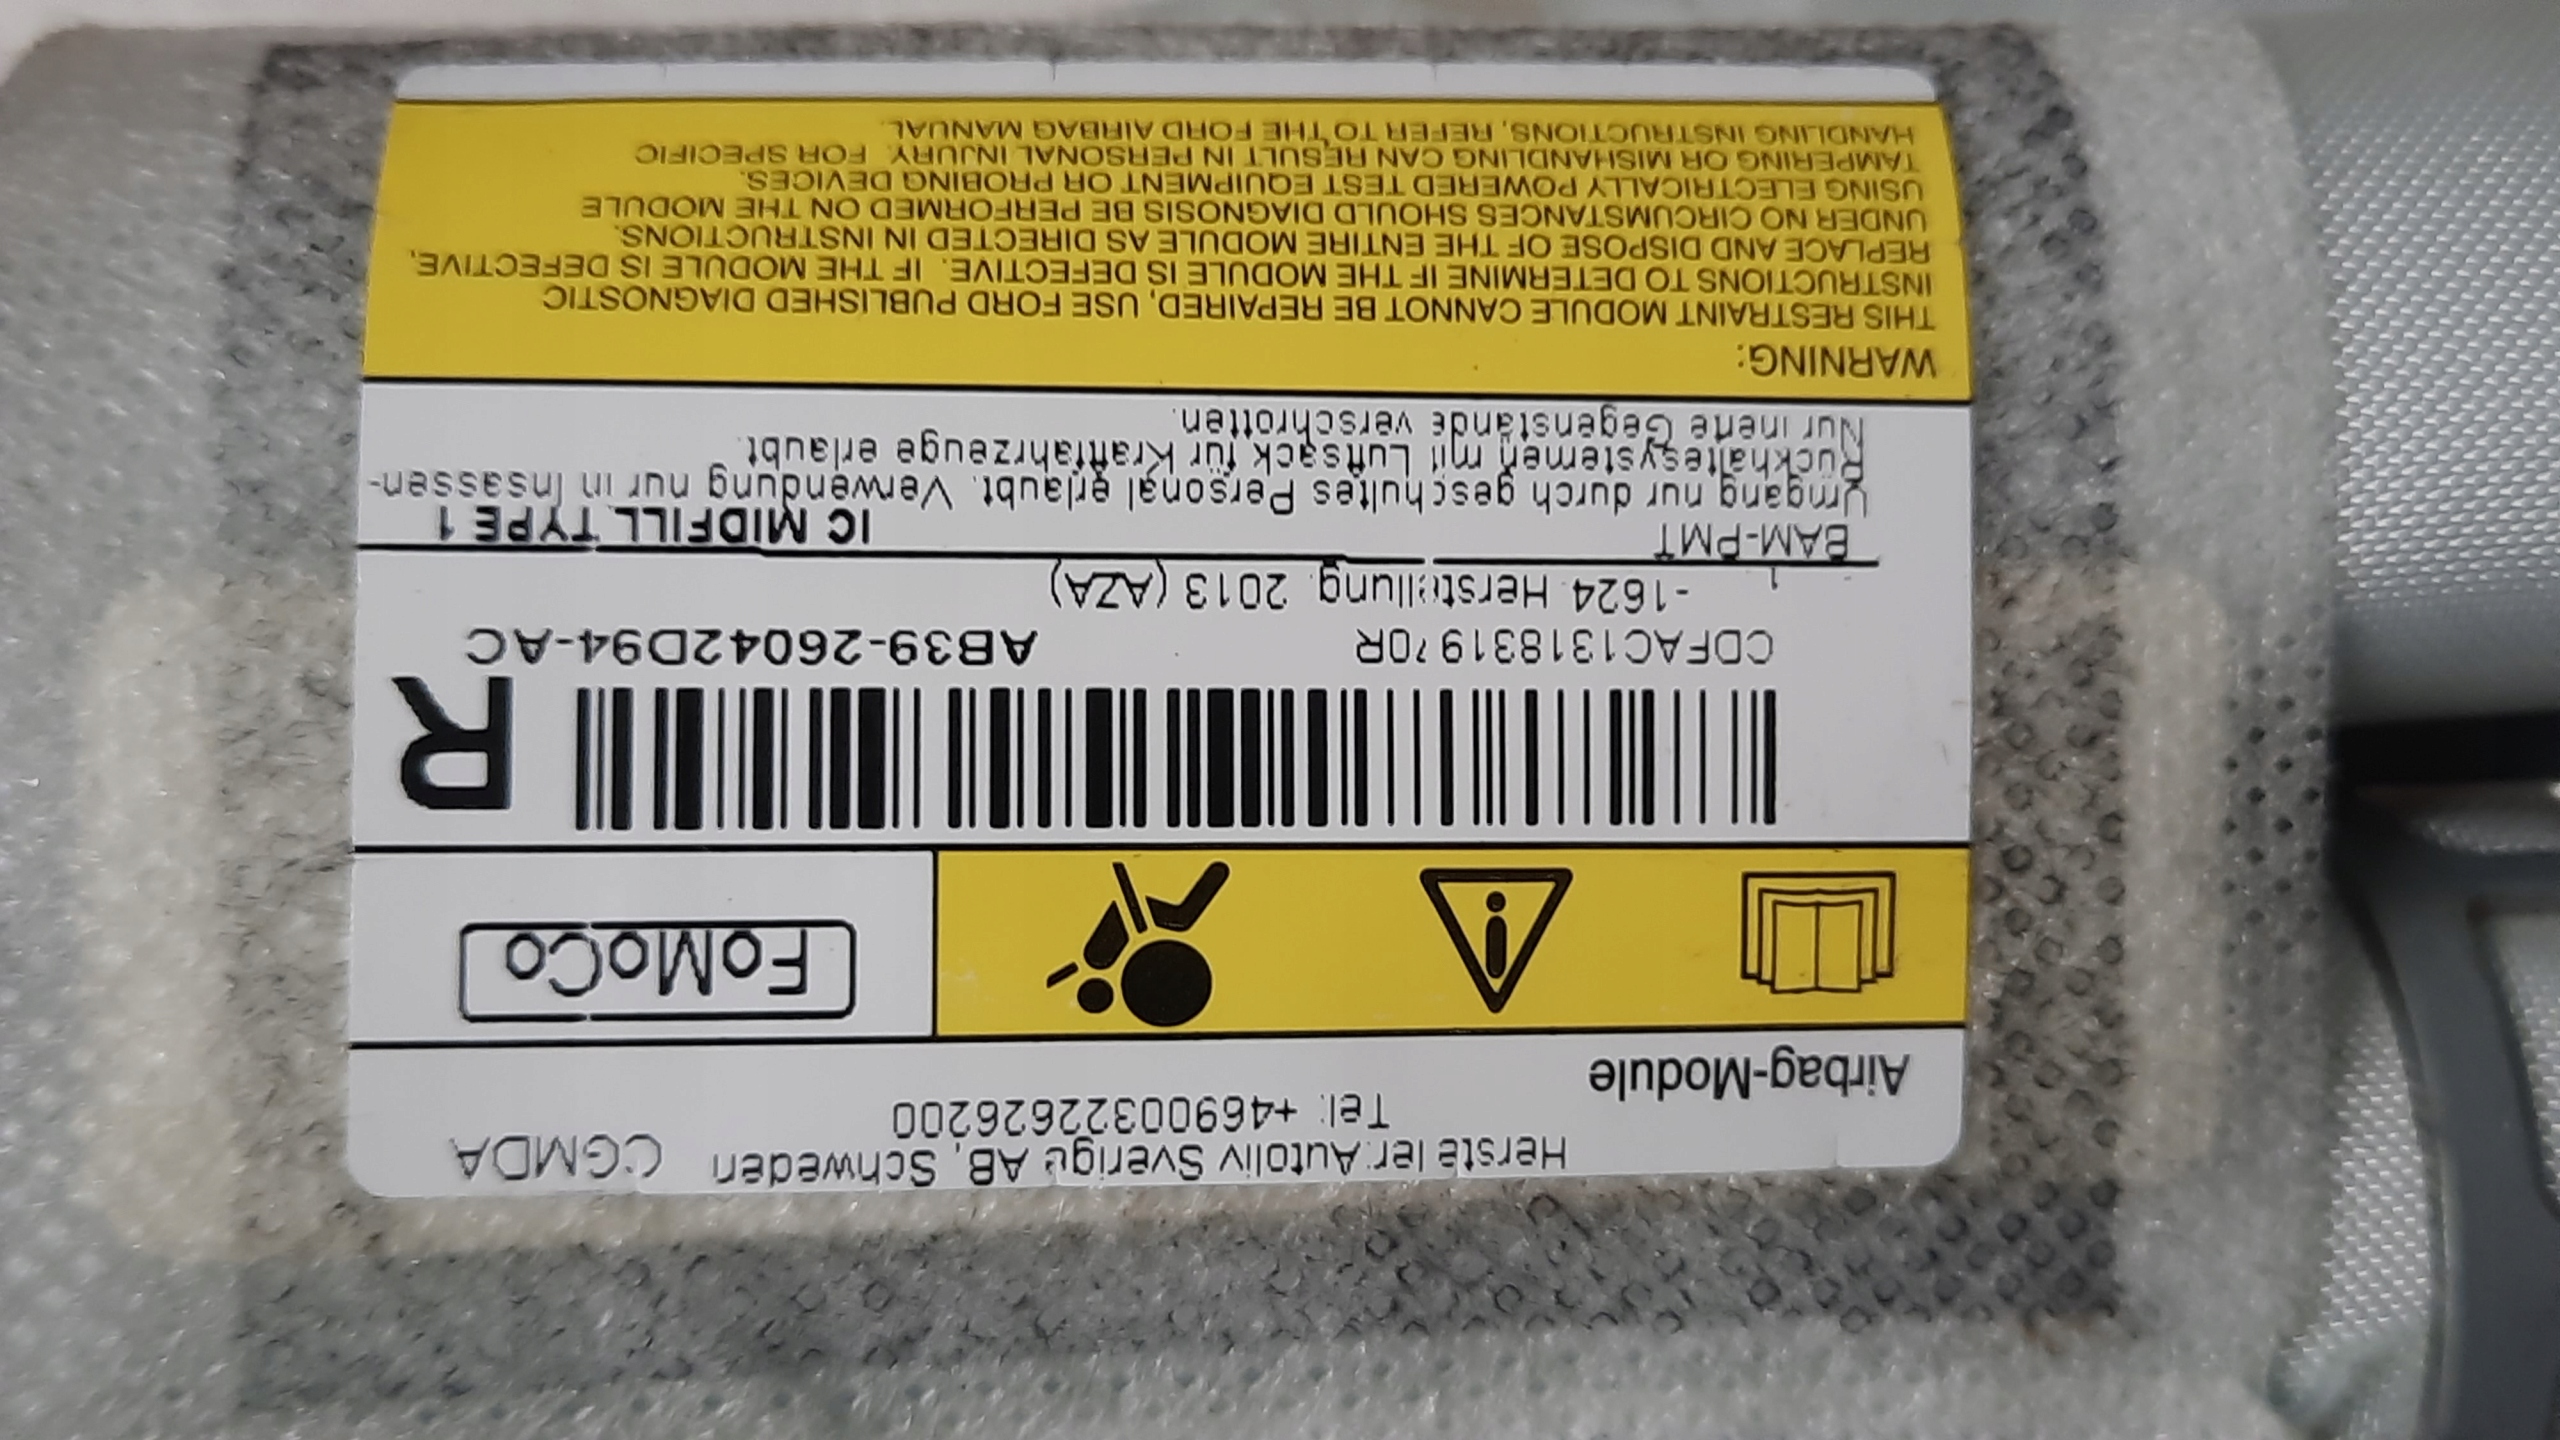 Airbag-Module
Herste ler:Autoliv Sverige AB, Schweden CGMDA
Tel: +4690032262​6200
FoMoCo
R
AB39-26042D94-AC
-1624 Herstellung, 2013 (AZA)
BAM-PMT IC MIDFILL TYPE 1
Umgang nur durch geschultes Personal erlaubt. Verwendung nur in Insassen-
Rückhaltesystemen mit Luftsack für Kraftfahrzeuge erlaubt.
Nur inerte Gegenstände verschrotten.
WARNING:
THIS RESTRAINT MODULE CANNOT BE REPAIRED, USE FORD PUBLISHED DIAGNOSTIC
INSTRUCTIONS TO DETERMINE IF THE MODULE IS DEFECTIVE. IF THE MODULE IS DEFECTIVE,
REPLACE AND DISPOSE OF THE ENTIRE MODULE AS DIRECTED IN INSTRUCTIONS.
UNDER NO CIRCUMSTANCES SHOULD DIAGNOSIS BE PERFORMED ON THE MODULE
USING ELECTRICALLY POWERED TEST EQUIPMENT OR PROBING DEVICES.
TAMPERING OR MISHANDLING CAN RESULT IN PERSONAL INJURY. FOR SPECIFIC
HANDLING INSTRUCTIONS, REFER TO THE FORD AIRBAG MANUAL.